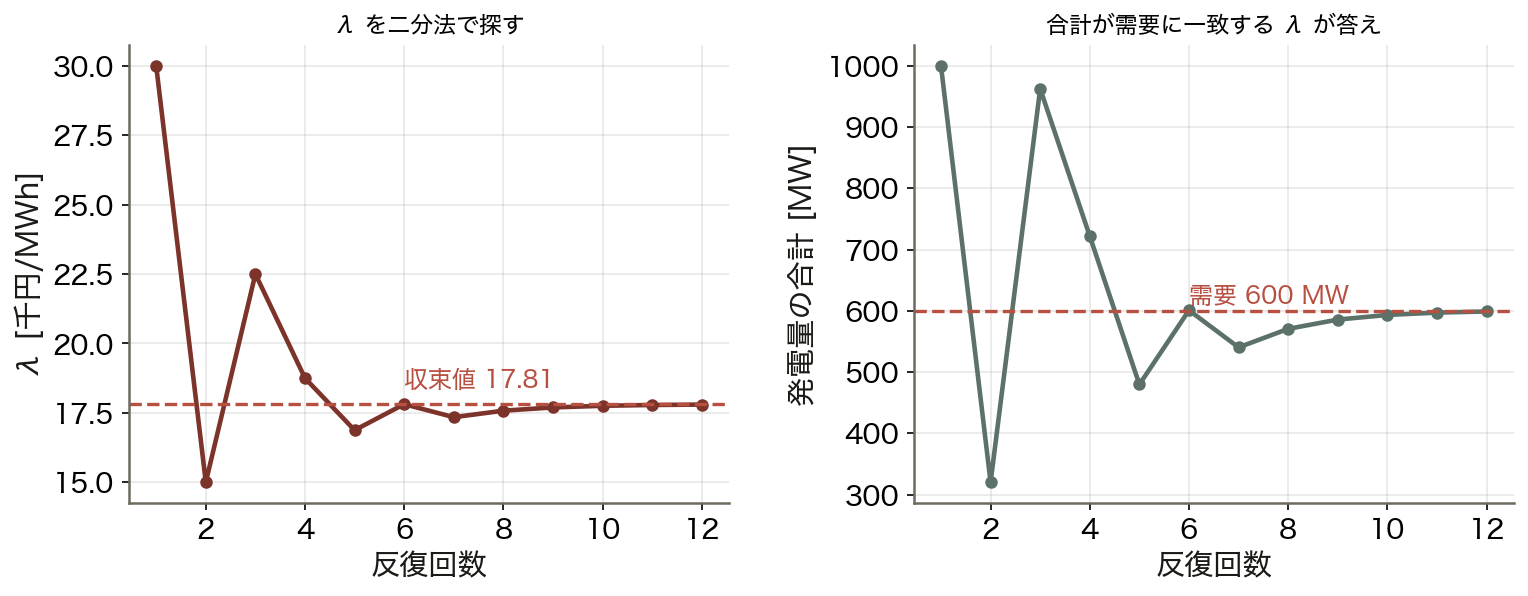 λ を二分法で探す
30.0
27.5
25.0
22.5
20.0
17.5
15.0
λ [千円/MWh]
収束値 17.81
2 4 6 8 10 12
反復回数
合計が需要に一致する λ が答え
1000
900
800
700
600
500
400
300
発電量の合計 [MW]
需要 600 MW
2 4 6 8 10 12
反復回数